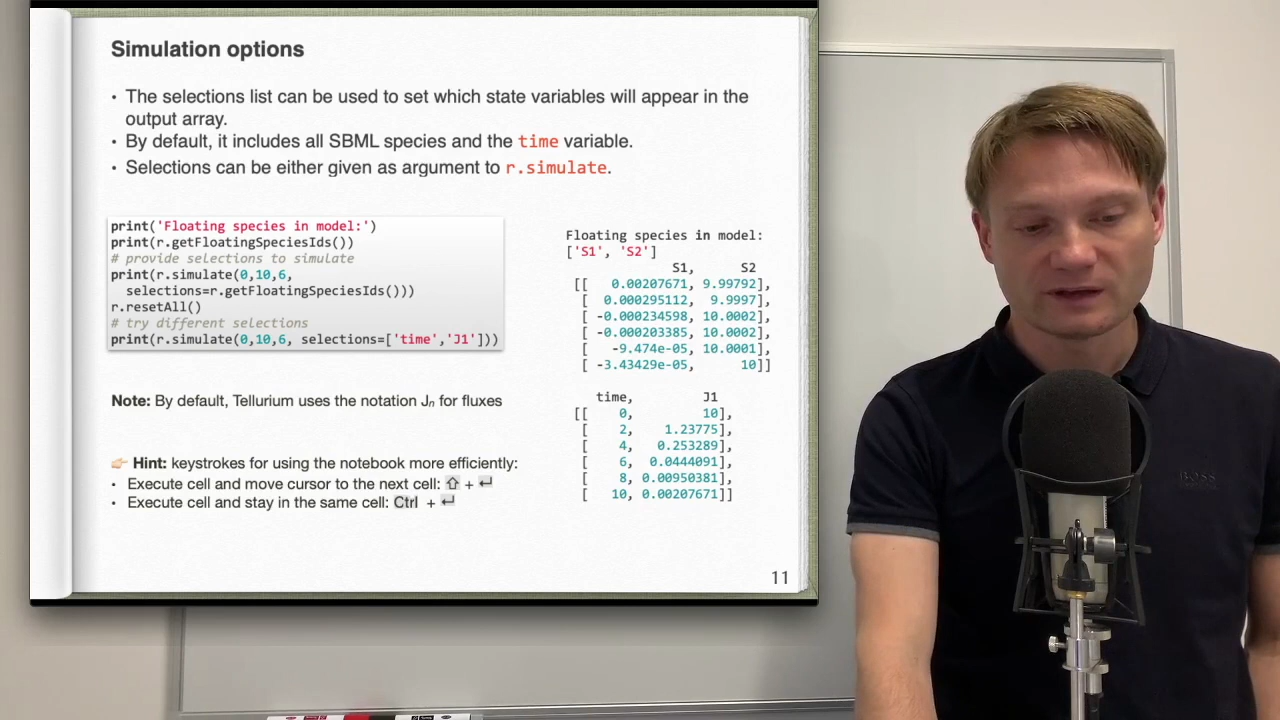 Simulation options
• The selections list can be used to set which state variables will appear in the
output array.
• By default, it includes all SBML species and the time variable.
• Selections can be either given as argument to r.simulate.
print('Floating species in model:')
print(r.getFloatingSpeciesIds())
# provide selections to simulate
print(r.simulate(0,10,6,
selections=r.getFloatingSpeciesIds()))
r.resetAll()
# try different selections
print(r.simulate(0,10,6, selections=['time','J1']))
Floating species in model:
['S1', 'S2']
S1, S2
[[ 0.00207671, 9.99792],
[ 0.000295112, 9.9997],
[ -0.000234598, 10.0002],
[ -0.000203385, 10.0002],
[ -9.474e-05, 10.0001],
[ -3.43429e-05, 10]]
time, J1
[[ 0, 10],
[ 2, 1.23775],
[ 4, 0.253289],
[ 6, 0.0444091],
[ 8, 0.00950381],
[ 10, 0.00207671]]
Note: By default, Tellurium uses the notation Jn for fluxes
👉 Hint: keystrokes for using the notebook more efficiently:
• Execute cell and move cursor to the next cell: ⇧ + ↵
• Execute cell and stay in the same cell: Ctrl + ↵
11
BOSS